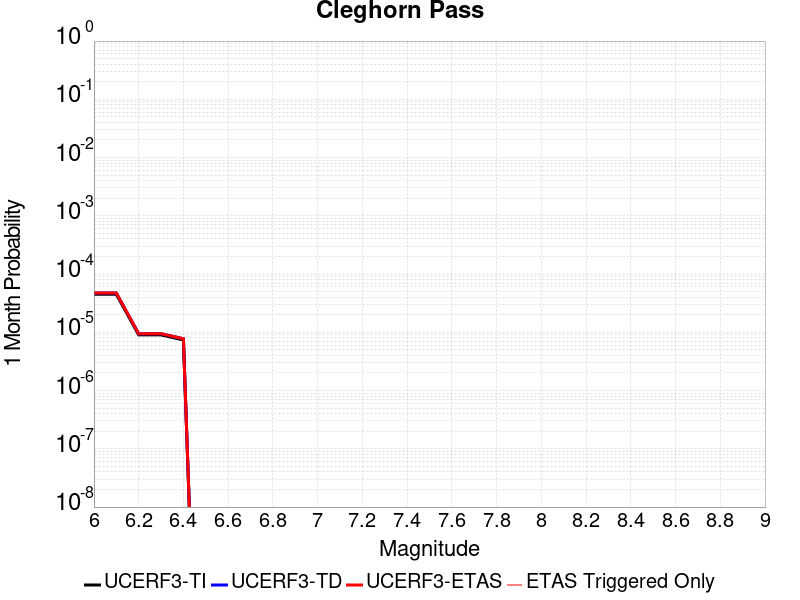 Cleghorn Pass
1 Month Probability
10^0
10^-1
10^-2
10^-3
10^-4
10^-5
10^-6
10^-7
10^-8
6 6.2 6.4 6.6 6.8 7 7.2 7.4 7.6 7.8 8 8.2 8.4 8.6 8.8 9
Magnitude
UCERF3-TI UCERF3-TD UCERF3-ETAS ETAS Triggered Only